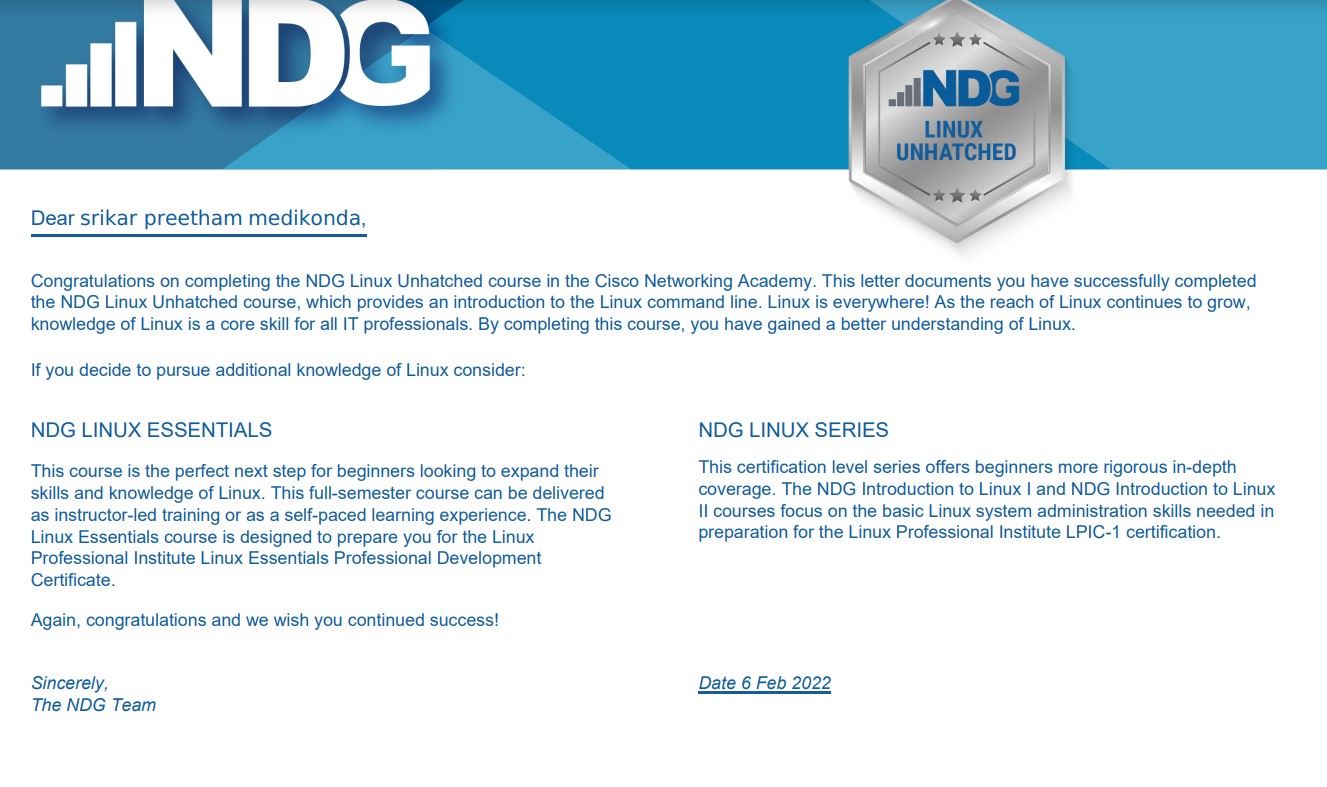 NDG
NDG
LINUX
UNHATCHED
Dear srikar preetham medikonda,
Congratulations on completing the NDG Linux Unhatched course in the Cisco Networking Academy. This letter documents you have successfully completed
the NDG Linux Unhatched course, which provides an introduction to the Linux command line. Linux is everywhere! As the reach of Linux continues to grow,
knowledge of Linux is a core skill for all IT professionals. By completing this course, you have gained a better understanding of Linux.
If you decide to pursue additional knowledge of Linux consider:
NDG LINUX ESSENTIALS
This course is the perfect next step for beginners looking to expand their
skills and knowledge of Linux. This full-semester course can be delivered
as instructor-led training or as a self-paced learning experience. The NDG
Linux Essentials course is designed to prepare you for the Linux
Professional Institute Linux Essentials Professional Development
Certificate.
NDG LINUX SERIES
This certification level series offers beginners more rigorous in-depth
coverage. The NDG Introduction to Linux I and NDG Introduction to Linux
II courses focus on the basic Linux system administration skills needed in
preparation for the Linux Professional Institute LPIC-1 certification.
Again, congratulations and we wish you continued success!
Sincerely,
The NDG Team
Date 6 Feb 2022